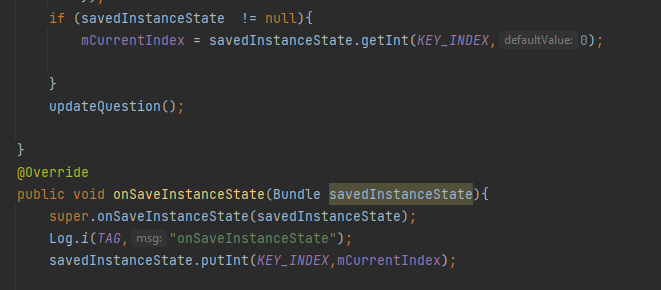 if (savedInstanceState  != null){
mCurrentIndex = savedInstanceState.getInt(KEY_INDEX, defaultValue: 0);
}
updateQuestion();
}
@Override
public void onSaveInstanceState(Bundle savedInstanceState){
super.onSaveInstanceState(savedInstanceState);
Log.i(TAG, msg: "onSaveInstanceState");
savedInstanceState.putInt(KEY_INDEX,mCurrentIndex);